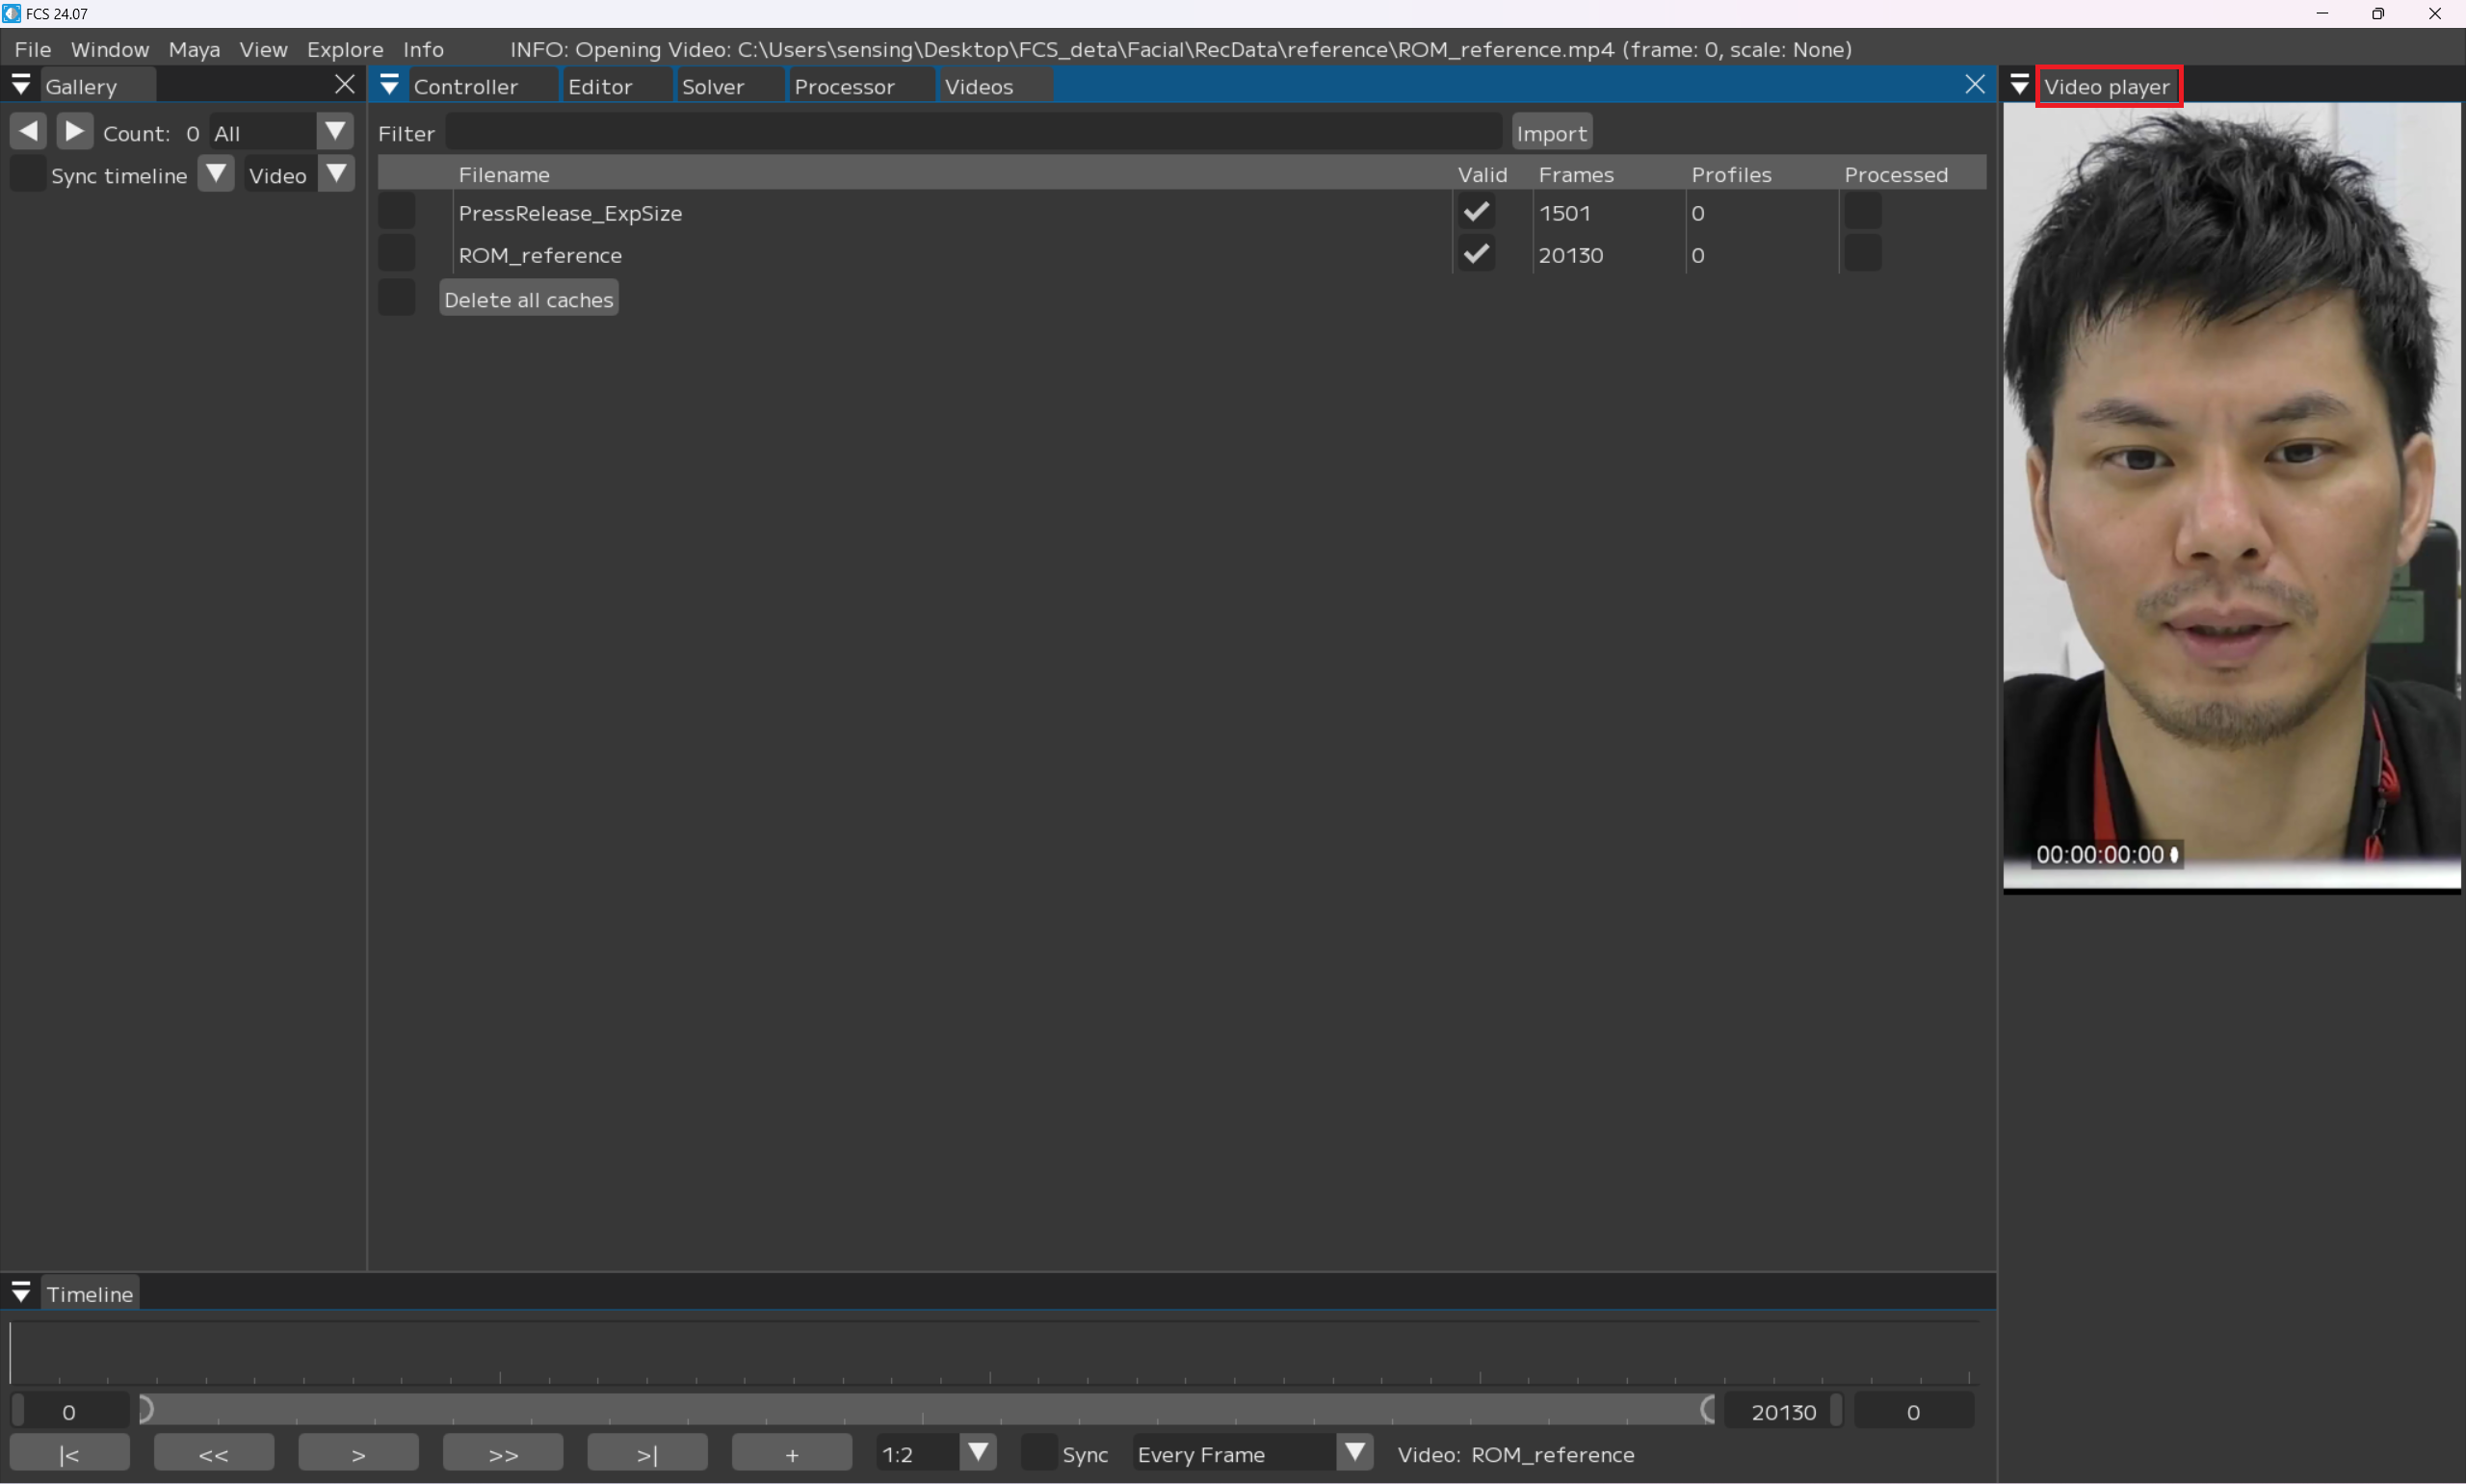 FCS 24.07
File Window Maya View Explore Info INFO: Opening Video: C:\Users\sensing\Desktop\FCS_deta\Facial\RecData\reference\ROM_reference.mp4 (frame: 0, scale: None)
Gallery
Controller Editor Solver Processor Videos
Video player
Count: 0 All
Sync timeline Video
Filter Import
Filename Valid Frames Profiles Processed
PressRelease_ExpSize 1501 0
ROM_reference 20130 0
Delete all caches
00:00:00:00
Timeline
0 20130 0
|< << > >> >| + 1:2 Sync Every Frame Video: ROM_reference